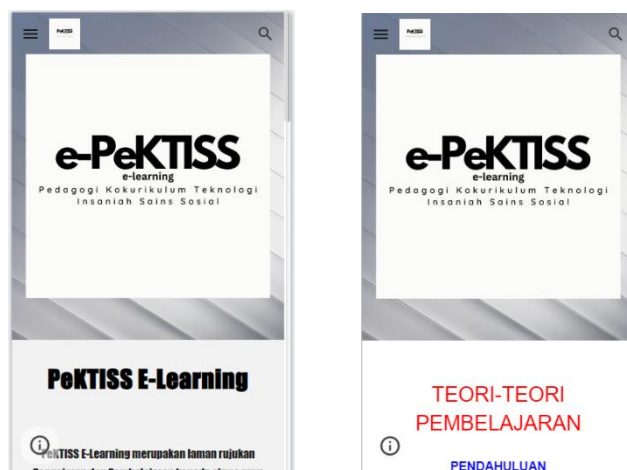 PeKTISS
e-PeKTISS
e-learning
Pedagogi Kokurikulum Teknologi
Insaniah Sains Sosial
PeKTISS E-Learning
PeKTISS E-Learning merupakan laman rujukan
PeKTISS
e-PeKTISS
e-learning
Pedagogi Kokurikulum Teknologi
Insaniah Sains Sosial
TEORI-TEORI
PEMBELAJARAN
PENDAHULUAN